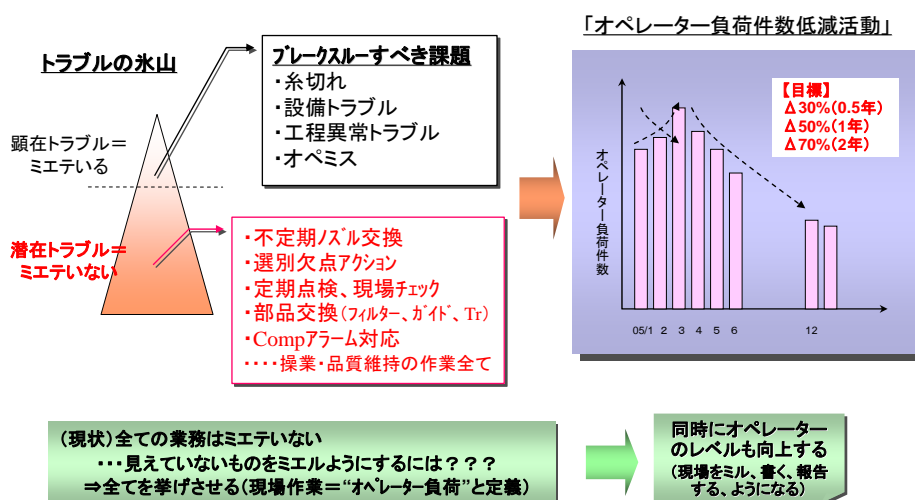 「オペレーター負荷件数低減活動」
トラブルの氷山
ﾌﾞﾚｰｸｽﾙｰすべき課題
・糸切れ
・設備トラブル
・工程異常トラブル
・オペミス
顕在トラブル＝
ミエテいる
潜在トラブル＝
ミエテいない
・不定期ﾉｽﾞﾙ交換
・選別欠点アクション
・定期点検、現場チェック
・部品交換(ﾌｨﾙﾀｰ、ｶﾞｲﾄﾞ、Tr)
・Compｱﾗｰﾑ対応
････操業・品質維持の作業全て
【目標】
Δ30%(0.5年)
Δ50%(1年)
Δ70%(2年)
オペレーター負荷件数
05/1 2 3 4 5 6 12
(現状)全ての業務はミエテいない
･･･見えていないものをミエルようにするには？？？
⇒全てを挙げさせる(現場作業＝“ｵﾍﾟﾚｰﾀｰ負荷”と定義)
同時にオペレーター
のレベルも向上する
(現場をミル、書く、報告
する、ようになる)